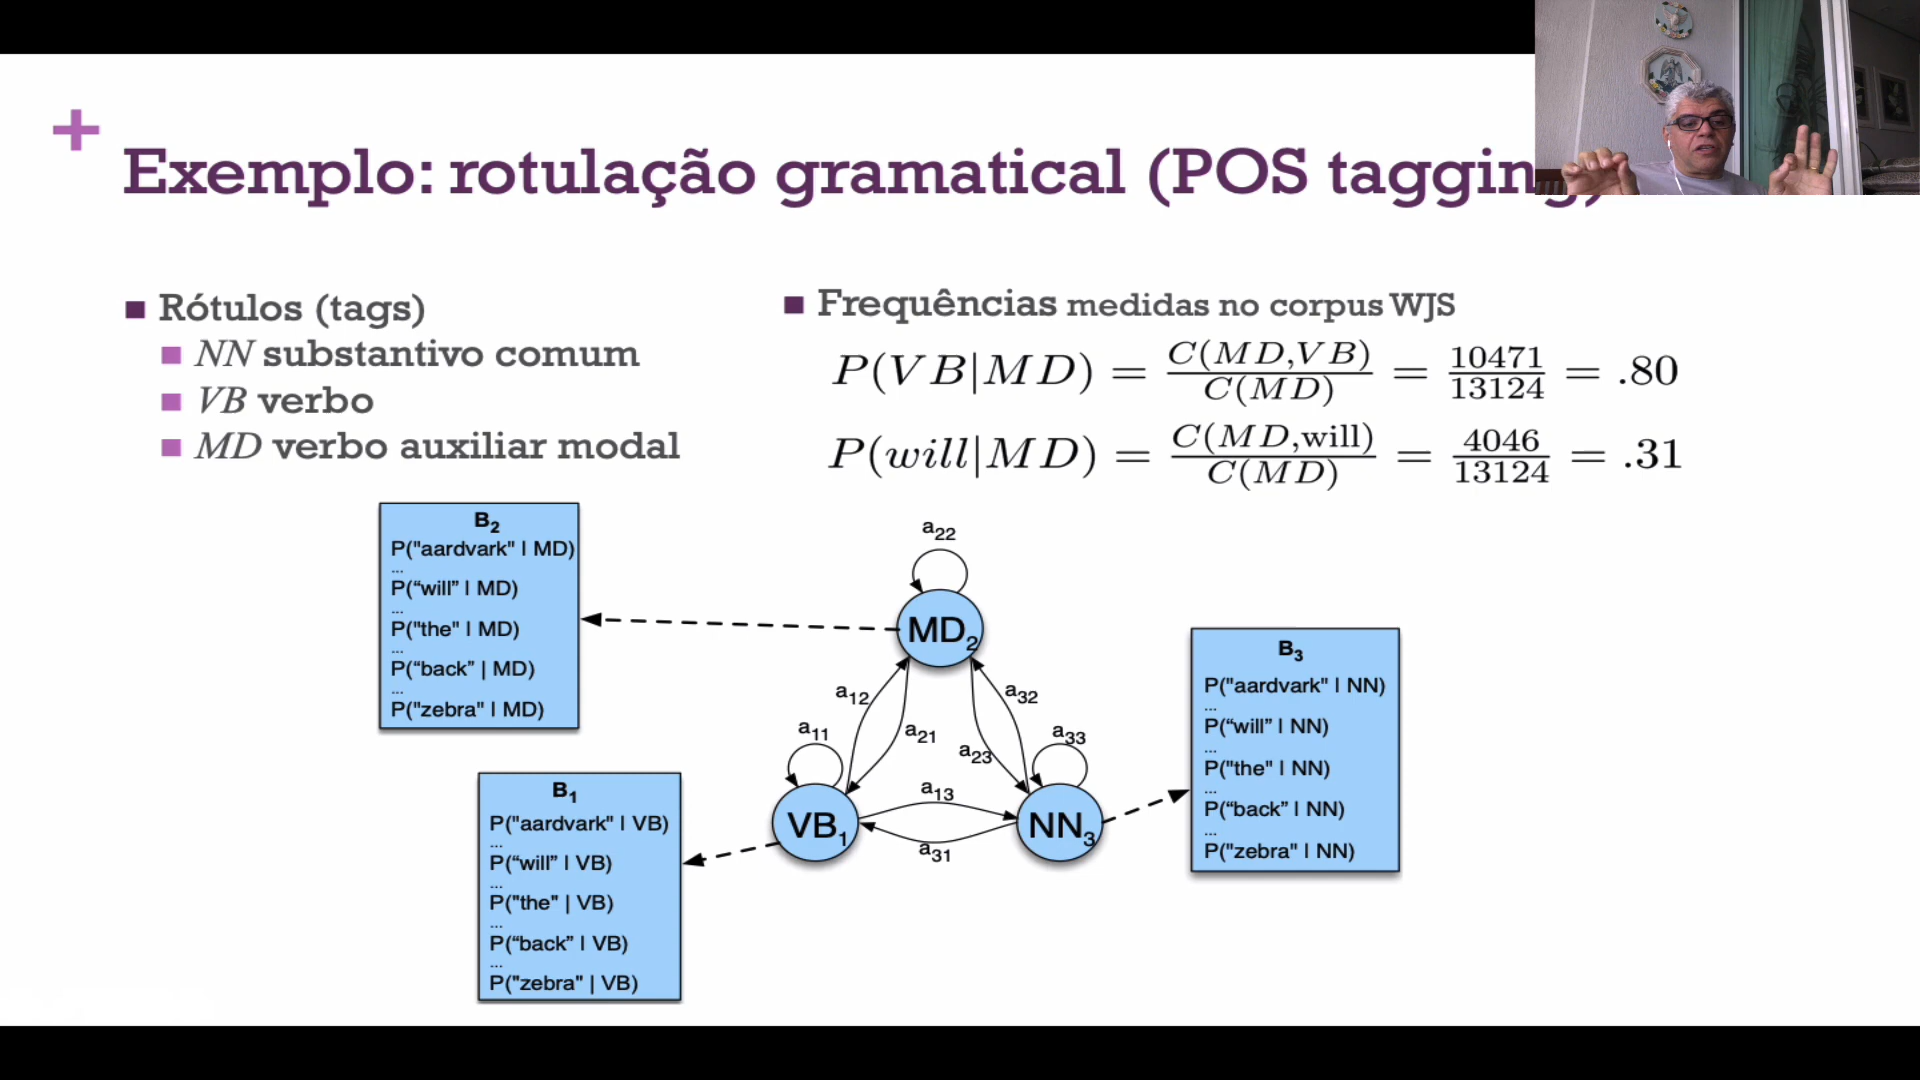 +
Exemplo: rotulação gramatical (POS tagging)
Rótulos (tags)
NN substantivo comum
VB verbo
MD verbo auxiliar modal
Frequências medidas no corpus WJS
P(VB|MD) = C(MD,VB)/C(MD) = 10471/13124 = .80
P(will|MD) = C(MD,will)/C(MD) = 4046/13124 = .31
B2
P("aardvark" | MD)
...
P(“will” | MD)
...
P("the" | MD)
...
P(“back” | MD)
...
P("zebra" | MD)
a22
MD2
a12
a32
a21
a23
a11
a33
a13
VB1
NN3
a31
B1
P("aardvark" | VB)
...
P(“will” | VB)
...
P("the" | VB)
...
P(“back” | VB)
...
P("zebra" | VB)
B3
P("aardvark" | NN)
...
P(“will” | NN)
...
P("the" | NN)
...
P(“back” | NN)
...
P("zebra" | NN)